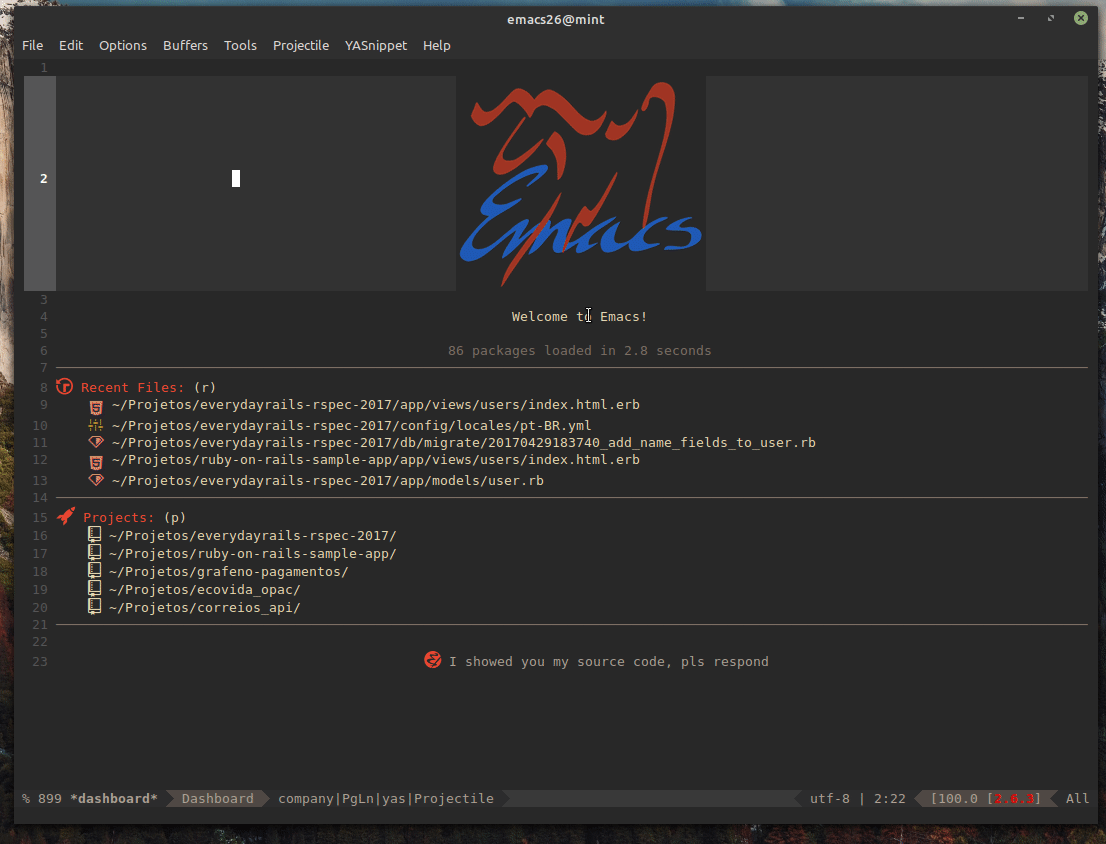 emacs26@mint
File Edit Options Buffers Tools Projectile YASnippet Help
1
Emacs
2
3
4 Welcome to Emacs!
5
6 86 packages loaded in 2.8 seconds
7
8 Recent Files: (r)
9 ~/Projetos/everydayrails-rspec-2017/app/views/users/index.html.erb
10 ~/Projetos/everydayrails-rspec-2017/config/locales/pt-BR.yml
11 ~/Projetos/everydayrails-rspec-2017/db/migrate/20170429183740_add_name_fields_to_user.rb
12 ~/Projetos/ruby-on-rails-sample-app/app/views/users/index.html.erb
13 ~/Projetos/everydayrails-rspec-2017/app/models/user.rb
14
15 Projects: (p)
16 ~/Projetos/everydayrails-rspec-2017/
17 ~/Projetos/ruby-on-rails-sample-app/
18 ~/Projetos/grafeno-pagamentos/
19 ~/Projetos/ecovida_opac/
20 ~/Projetos/correios_api/
21
22
23 I showed you my source code, pls respond
% 899 *dashboard* Dashboard company|PgLn|yas|Projectile utf-8 | 2:22 [100.0 [2.6.3] All